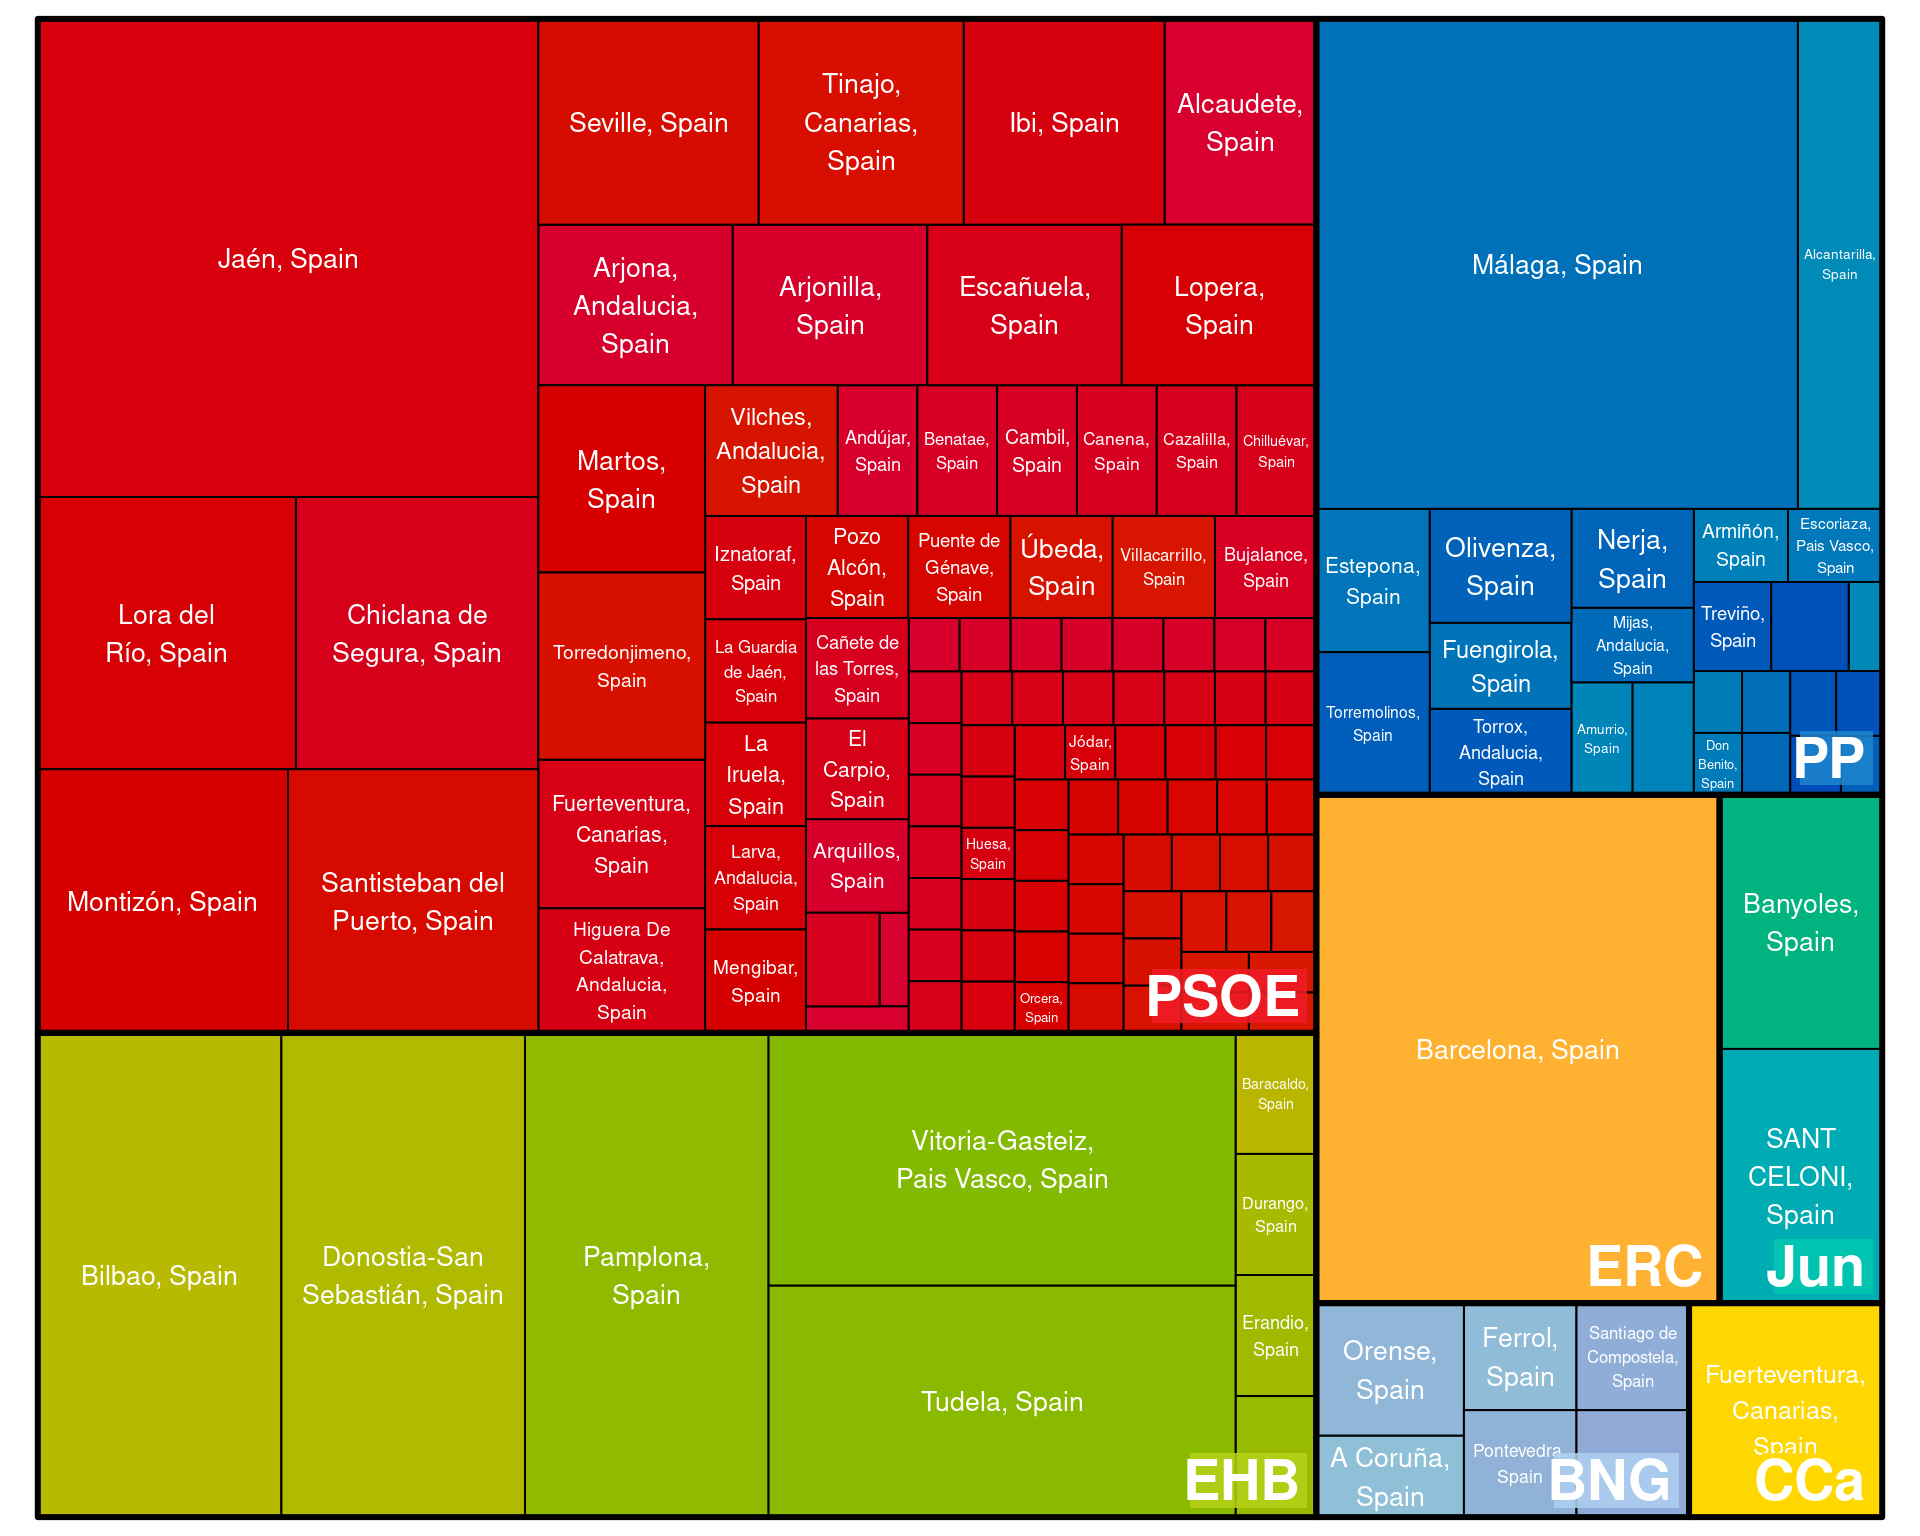 Jaén, Spain
Lora del
Río, Spain
Chiclana de
Segura, Spain
Montizón, Spain
Santisteban del
Puerto, Spain
Seville, Spain
Tinajo,
Canarias,
Spain
Ibi, Spain
Alcaudete,
Spain
Arjona,
Andalucia,
Spain
Arjonilla,
Spain
Escañuela,
Spain
Lopera,
Spain
Martos,
Spain
Torredonjimeno,
Spain
Fuerteventura,
Canarias,
Spain
Higuera De
Calatrava,
Andalucia,
Spain
Vilches,
Andalucia,
Spain
Andújar,
Spain
Benatae,
Spain
Cambil,
Spain
Canena,
Spain
Cazalilla,
Spain
Chilluévar,
Spain
Iznatoraf,
Spain
La Guardia
de Jaén,
Spain
La
Iruela,
Spain
Larva,
Andalucia,
Spain
Mengibar,
Spain
Pozo
Alcón,
Spain
Puente de
Génave,
Spain
Úbeda,
Spain
Villacarrillo,
Spain
Bujalance,
Spain
Cañete de
las Torres,
Spain
El
Carpio,
Spain
Arquillos,
Spain
Jódar,
Spain
Huesa,
Spain
Orcera,
Spain
PSOE
Málaga, Spain
Alcantarilla,
Spain
Estepona,
Spain
Torremolinos,
Spain
Olivenza,
Spain
Fuengirola,
Spain
Torrox,
Andalucia,
Spain
Nerja,
Spain
Mijas,
Andalucia,
Spain
Amurrio,
Spain
Armiñón,
Spain
Escoriaza,
Pais Vasco,
Spain
Treviño,
Spain
Don
Benito,
Spain
PP
Bilbao, Spain
Donostia-San
Sebastián, Spain
Pamplona,
Spain
Vitoria-Gasteiz,
Pais Vasco, Spain
Tudela, Spain
Baracaldo,
Spain
Durango,
Spain
Erandio,
Spain
EHB
Barcelona, Spain
ERC
Banyoles,
Spain
SANT
CELONI,
Spain
Jun
Orense,
Spain
A Coruña,
Spain
Ferrol,
Spain
Santiago de
Compostela,
Spain
Pontevedra,
Spain
BNG
Fuerteventura,
Canarias,
Spain
CCa